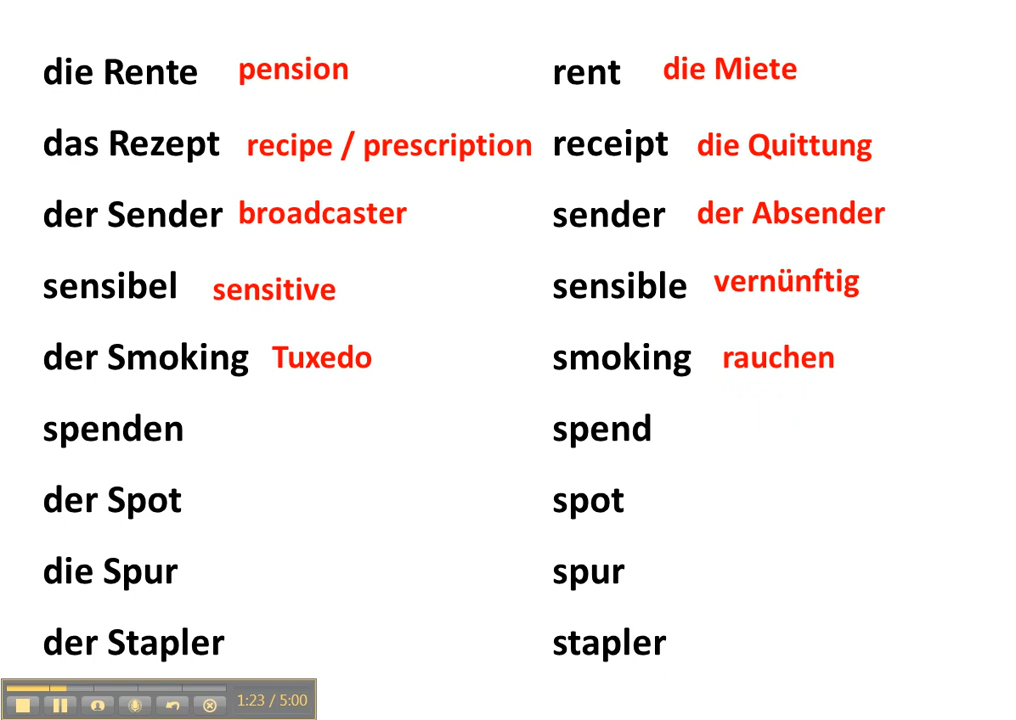 die Rente pension rent die Miete
das Rezept recipe / prescription receipt die Quittung
der Sender broadcaster sender der Absender
sensibel sensitive sensible vernünftig
der Smoking Tuxedo smoking rauchen
spenden spend
der Spot spot
die Spur spur
der Stapler stapler
1:23 / 5:00